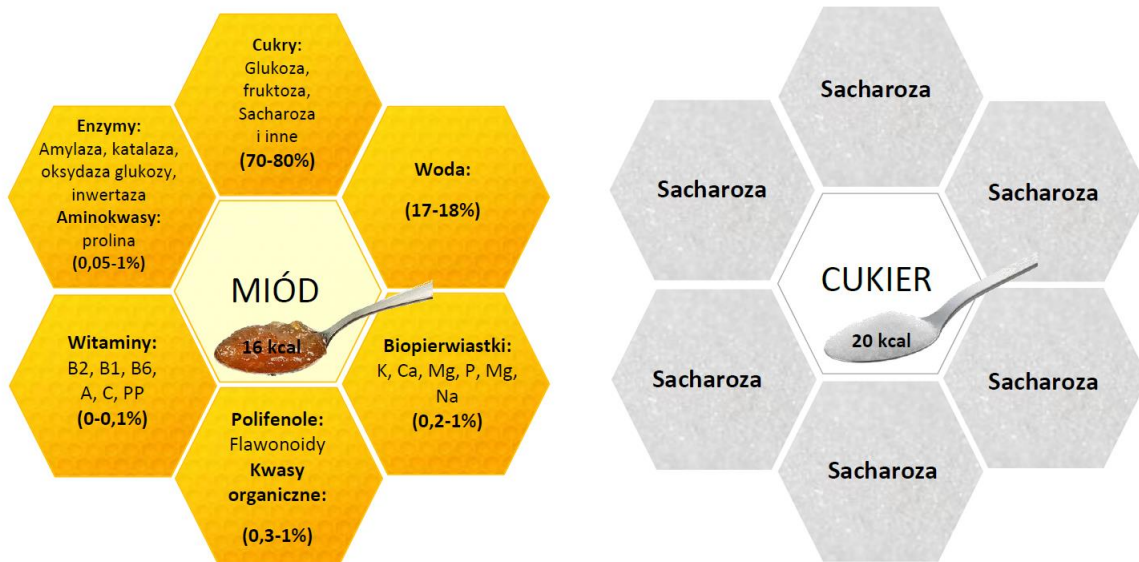 Cukry:
Glukoza,
fruktoza,
Sacharoza
i inne
(70-80%)
Enzymy:
Amylaza, katalaza,
oksydaza glukozy,
inwertaza
Aminokwasy:
prolina
(0,05-1%)
Woda:
(17-18%)
MIÓD
16 kcal
Witaminy:
B2, B1, B6,
A, C, PP
(0-0,1%)
Biopierwiastki:
K, Ca, Mg, P, Mg,
Na
(0,2-1%)
Polifenole:
Flawonoidy
Kwasy
organiczne:
(0,3-1%)
Sacharoza
Sacharoza
Sacharoza
CUKIER
20 kcal
Sacharoza
Sacharoza
Sacharoza